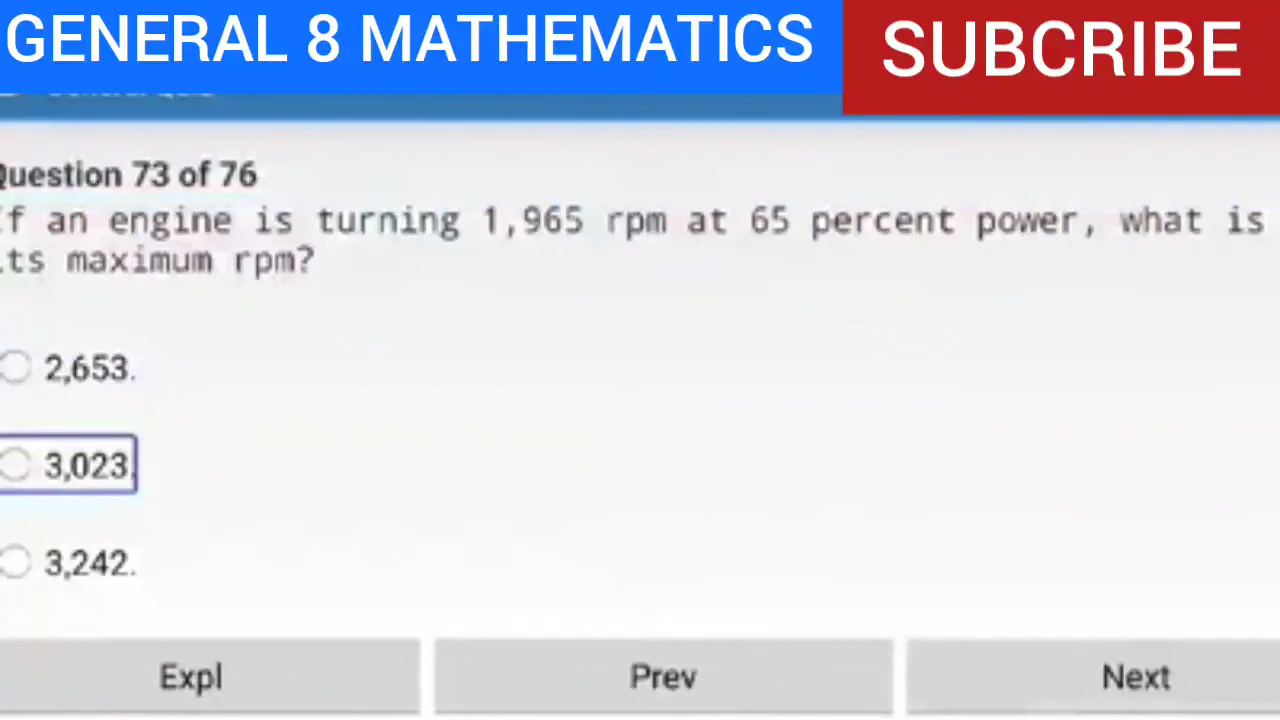 GENERAL 8 MATHEMATICS
SUBCRIBE
Question 73 of 76
f an engine is turning 1,965 rpm at 65 percent power, what is
ts maximum rpm?
2,653.
3,023.
3,242.
Expl
Prev
Next